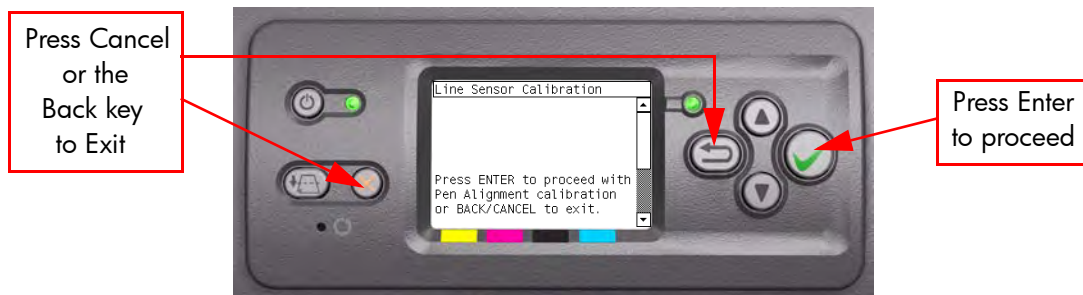 Press Cancel
or the
Back key
to Exit
Line Sensor Calibration
Press ENTER to proceed with
Pen Alignment calibration
or BACK/CANCEL to exit.
Press Enter
to proceed